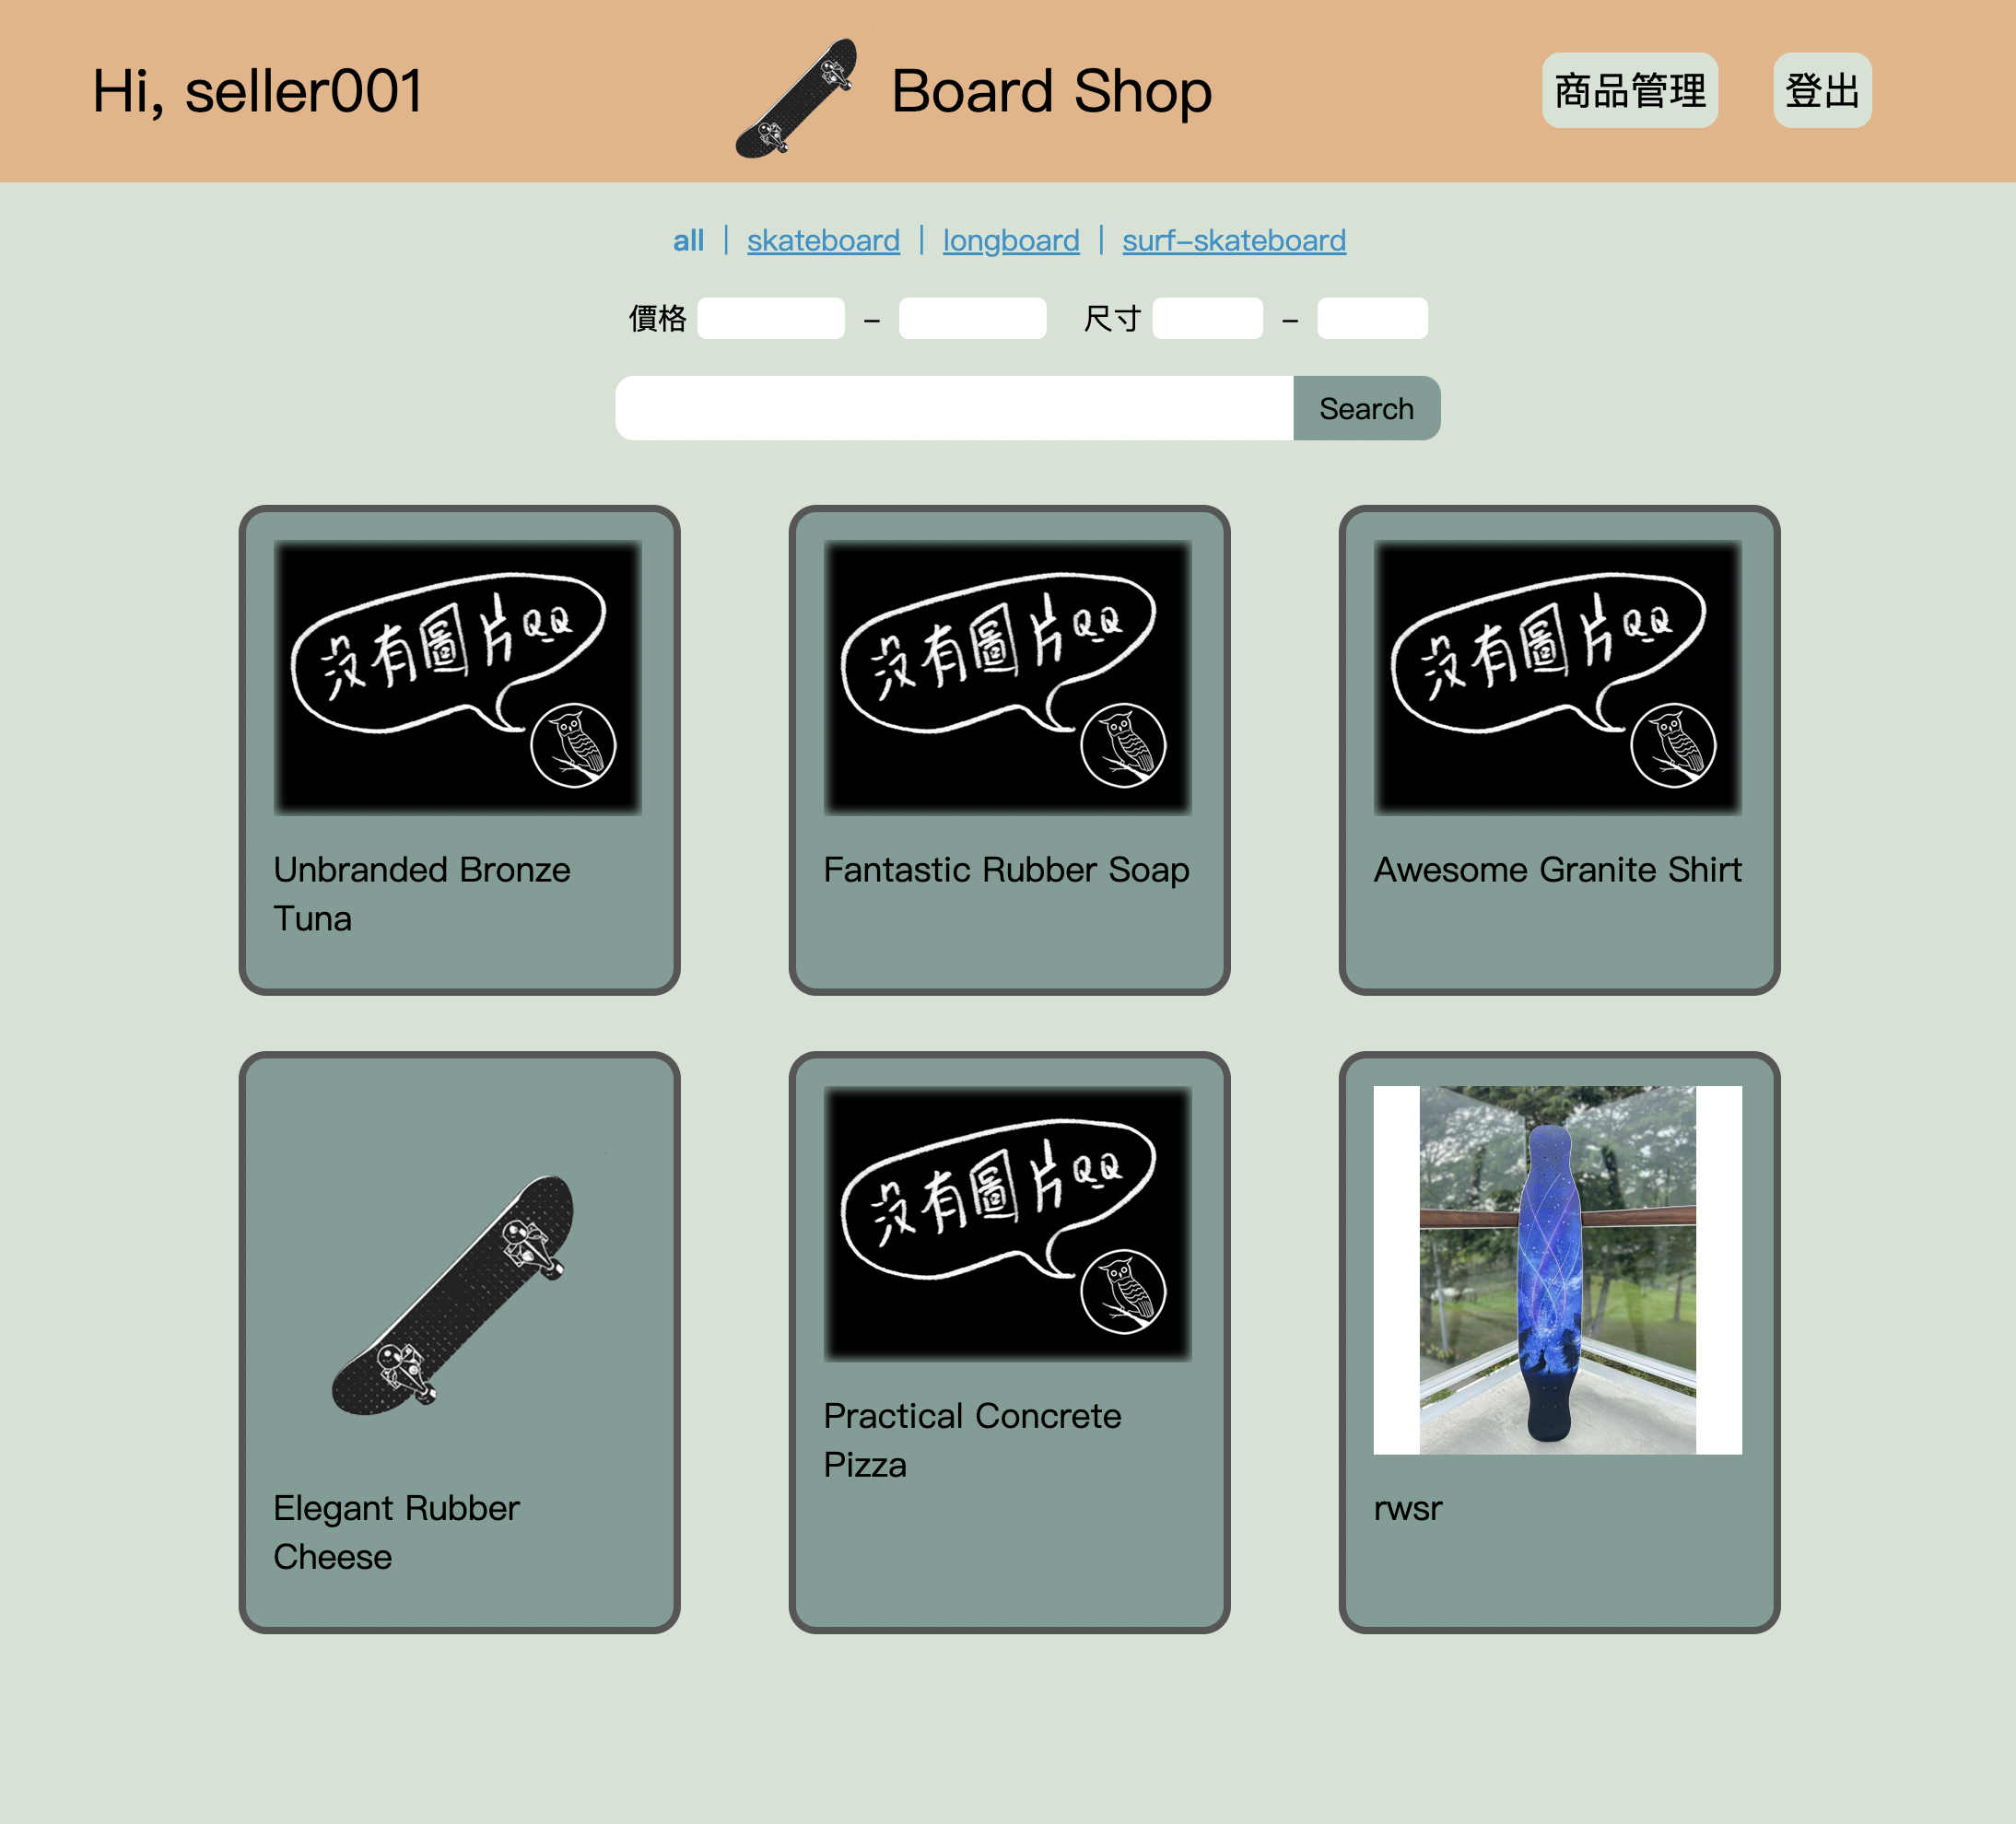 Hi, seller001
Board Shop
商品管理
登出
all | skateboard | longboard | surf-skateboard
價格 - 尺寸 -
Search
沒有圖片QQ
沒有圖片QQ
沒有圖片QQ
Unbranded Bronze
Tuna
Fantastic Rubber Soap
Awesome Granite Shirt
沒有圖片QQ
Elegant Rubber
Cheese
Practical Concrete
Pizza
rwsr